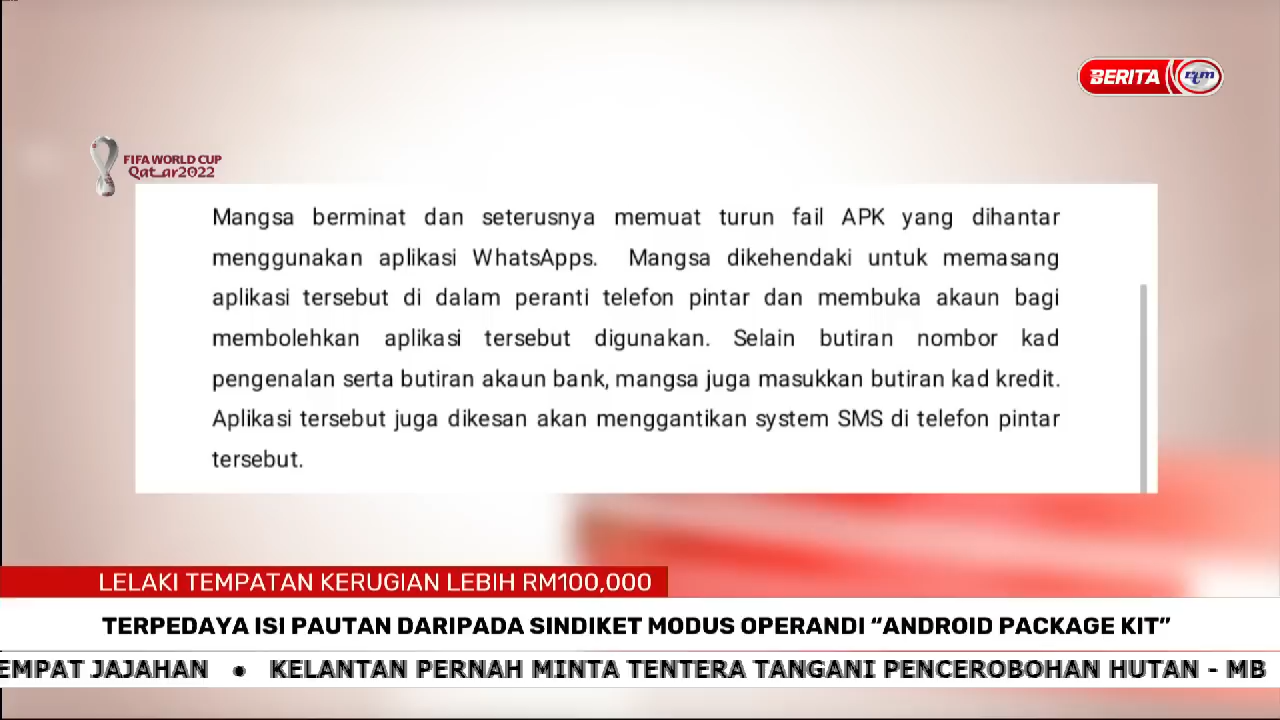 BERITA rtm
FIFA WORLD CUP
Qatar2022
Mangsa berminat dan seterusnya memuat turun fail APK yang dihantar
menggunakan aplikasi WhatsApps. Mangsa dikehendaki untuk memasang
aplikasi tersebut di dalam peranti telefon pintar dan membuka akaun bagi
membolehkan aplikasi tersebut digunakan. Selain butiran nombor kad
pengenalan serta butiran akaun bank, mangsa juga masukkan butiran kad kredit.
Aplikasi tersebut juga dikesan akan menggantikan system SMS di telefon pintar
tersebut.
LELAKI TEMPATAN KERUGIAN LEBIH RM100,000
TERPEDAYA ISI PAUTAN DARIPADA SINDIKET MODUS OPERANDI “ANDROID PACKAGE KIT”
EMPAT JAJAHAN ● KELANTAN PERNAH MINTA TENTERA TANGANI PENCEROBOHAN HUTAN - MB